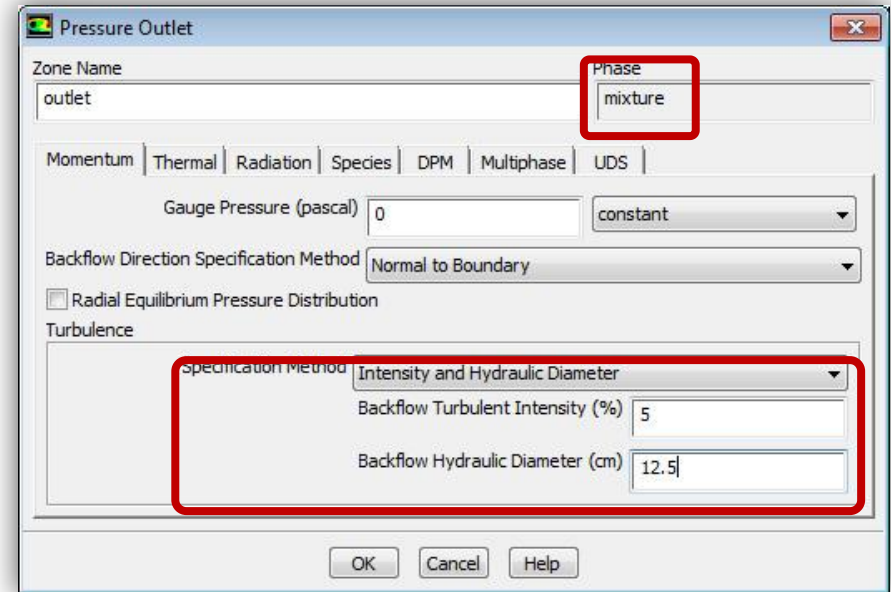 Pressure Outlet
Zone Name Phase
outlet mixture
Momentum Thermal Radiation Species DPM Multiphase UDS
Gauge Pressure (pascal) 0 constant
Backflow Direction Specification Method Normal to Boundary
Radial Equilibrium Pressure Distribution
Turbulence
Specification Method Intensity and Hydraulic Diameter
Backflow Turbulent Intensity (%) 5
Backflow Hydraulic Diameter (cm) 12.5
OK Cancel Help